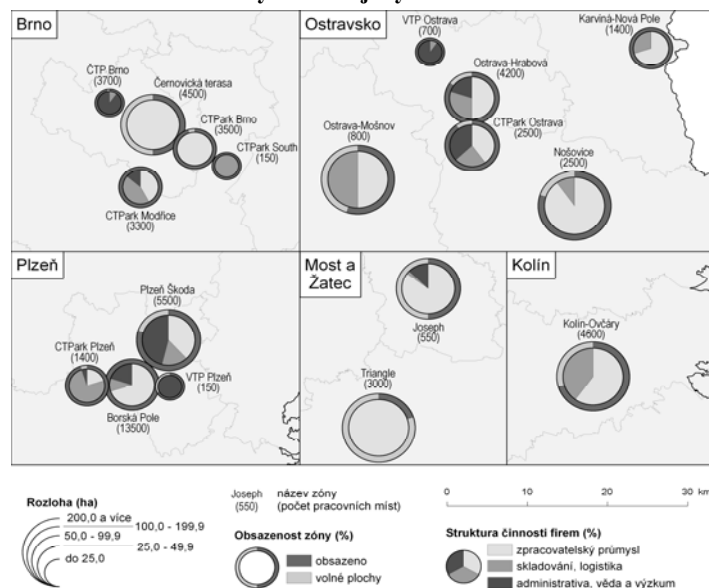 Brno
ČTP Brno
(3700)
Černovická terasa
(4500)
CTPark Brno
(3500)
CTPark South
(150)
CTPark Modřice
(3300)
Ostravsko
VTP Ostrava
(700)
Karviná-Nová Pole
(1400)
Ostrava-Hrabová
(4200)
CTPark Ostrava
(2500)
Ostrava-Mošnov
(800)
Nošovice
(2500)
Plzeň
Plzeň Škoda
(5500)
CTPark Plzeň
(1400)
VTP Plzeň
(150)
Borská Pole
(13500)
Most a
Žatec
Joseph
(550)
Triangle
(3000)
Kolín
Kolín-Ovčáry
(4600)
Rozloha (ha)
200,0 a více
100,0 - 199,9
50,0 - 99,9
25,0 - 49,9
do 25,0
Joseph název zóny
(550) (počet pracovních míst)
Obsazenost zóny (%)
obsazeno
volné plochy
0 10 20 30 km
Struktura činnosti firem (%)
zpracovatelský průmysl
skladování, logistika
administrativa, věda a výzkum